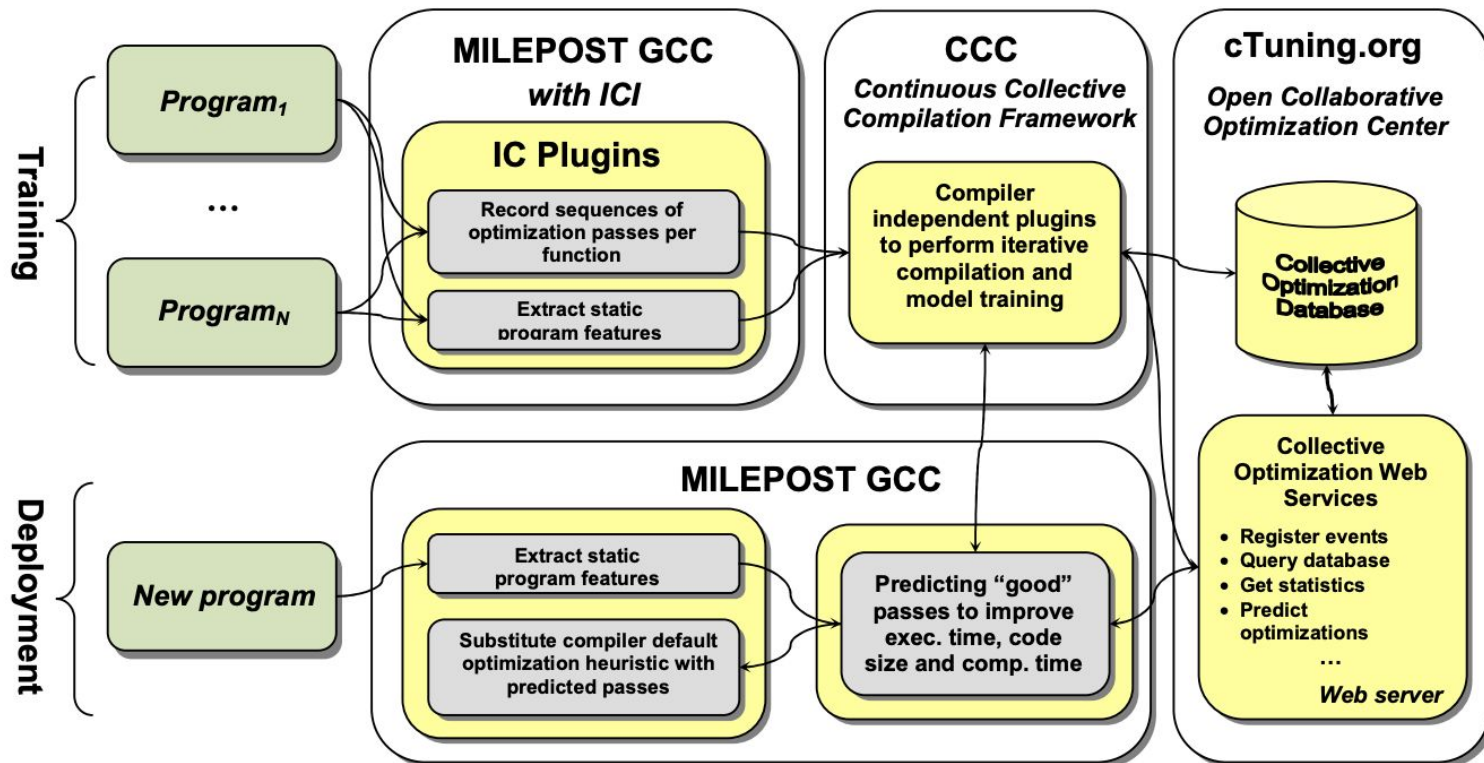 Training
Program1
...
ProgramN
MILEPOST GCC
with ICI
IC Plugins
Record sequences of
optimization passes per
function
Extract static
program features
CCC
Continuous Collective
Compilation Framework
Compiler
independent plugins
to perform iterative
compilation and
model training
cTuning.org
Open Collaborative
Optimization Center
Collective
Optimization
Database
Collective
Optimization Web
Services
• Register events
• Query database
• Get statistics
• Predict
optimizations
...
Web server
Deployment
New program
MILEPOST GCC
Extract static
program features
Substitute compiler default
optimization heuristic with
predicted passes
Predicting “good”
passes to improve
exec. time, code
size and comp. time